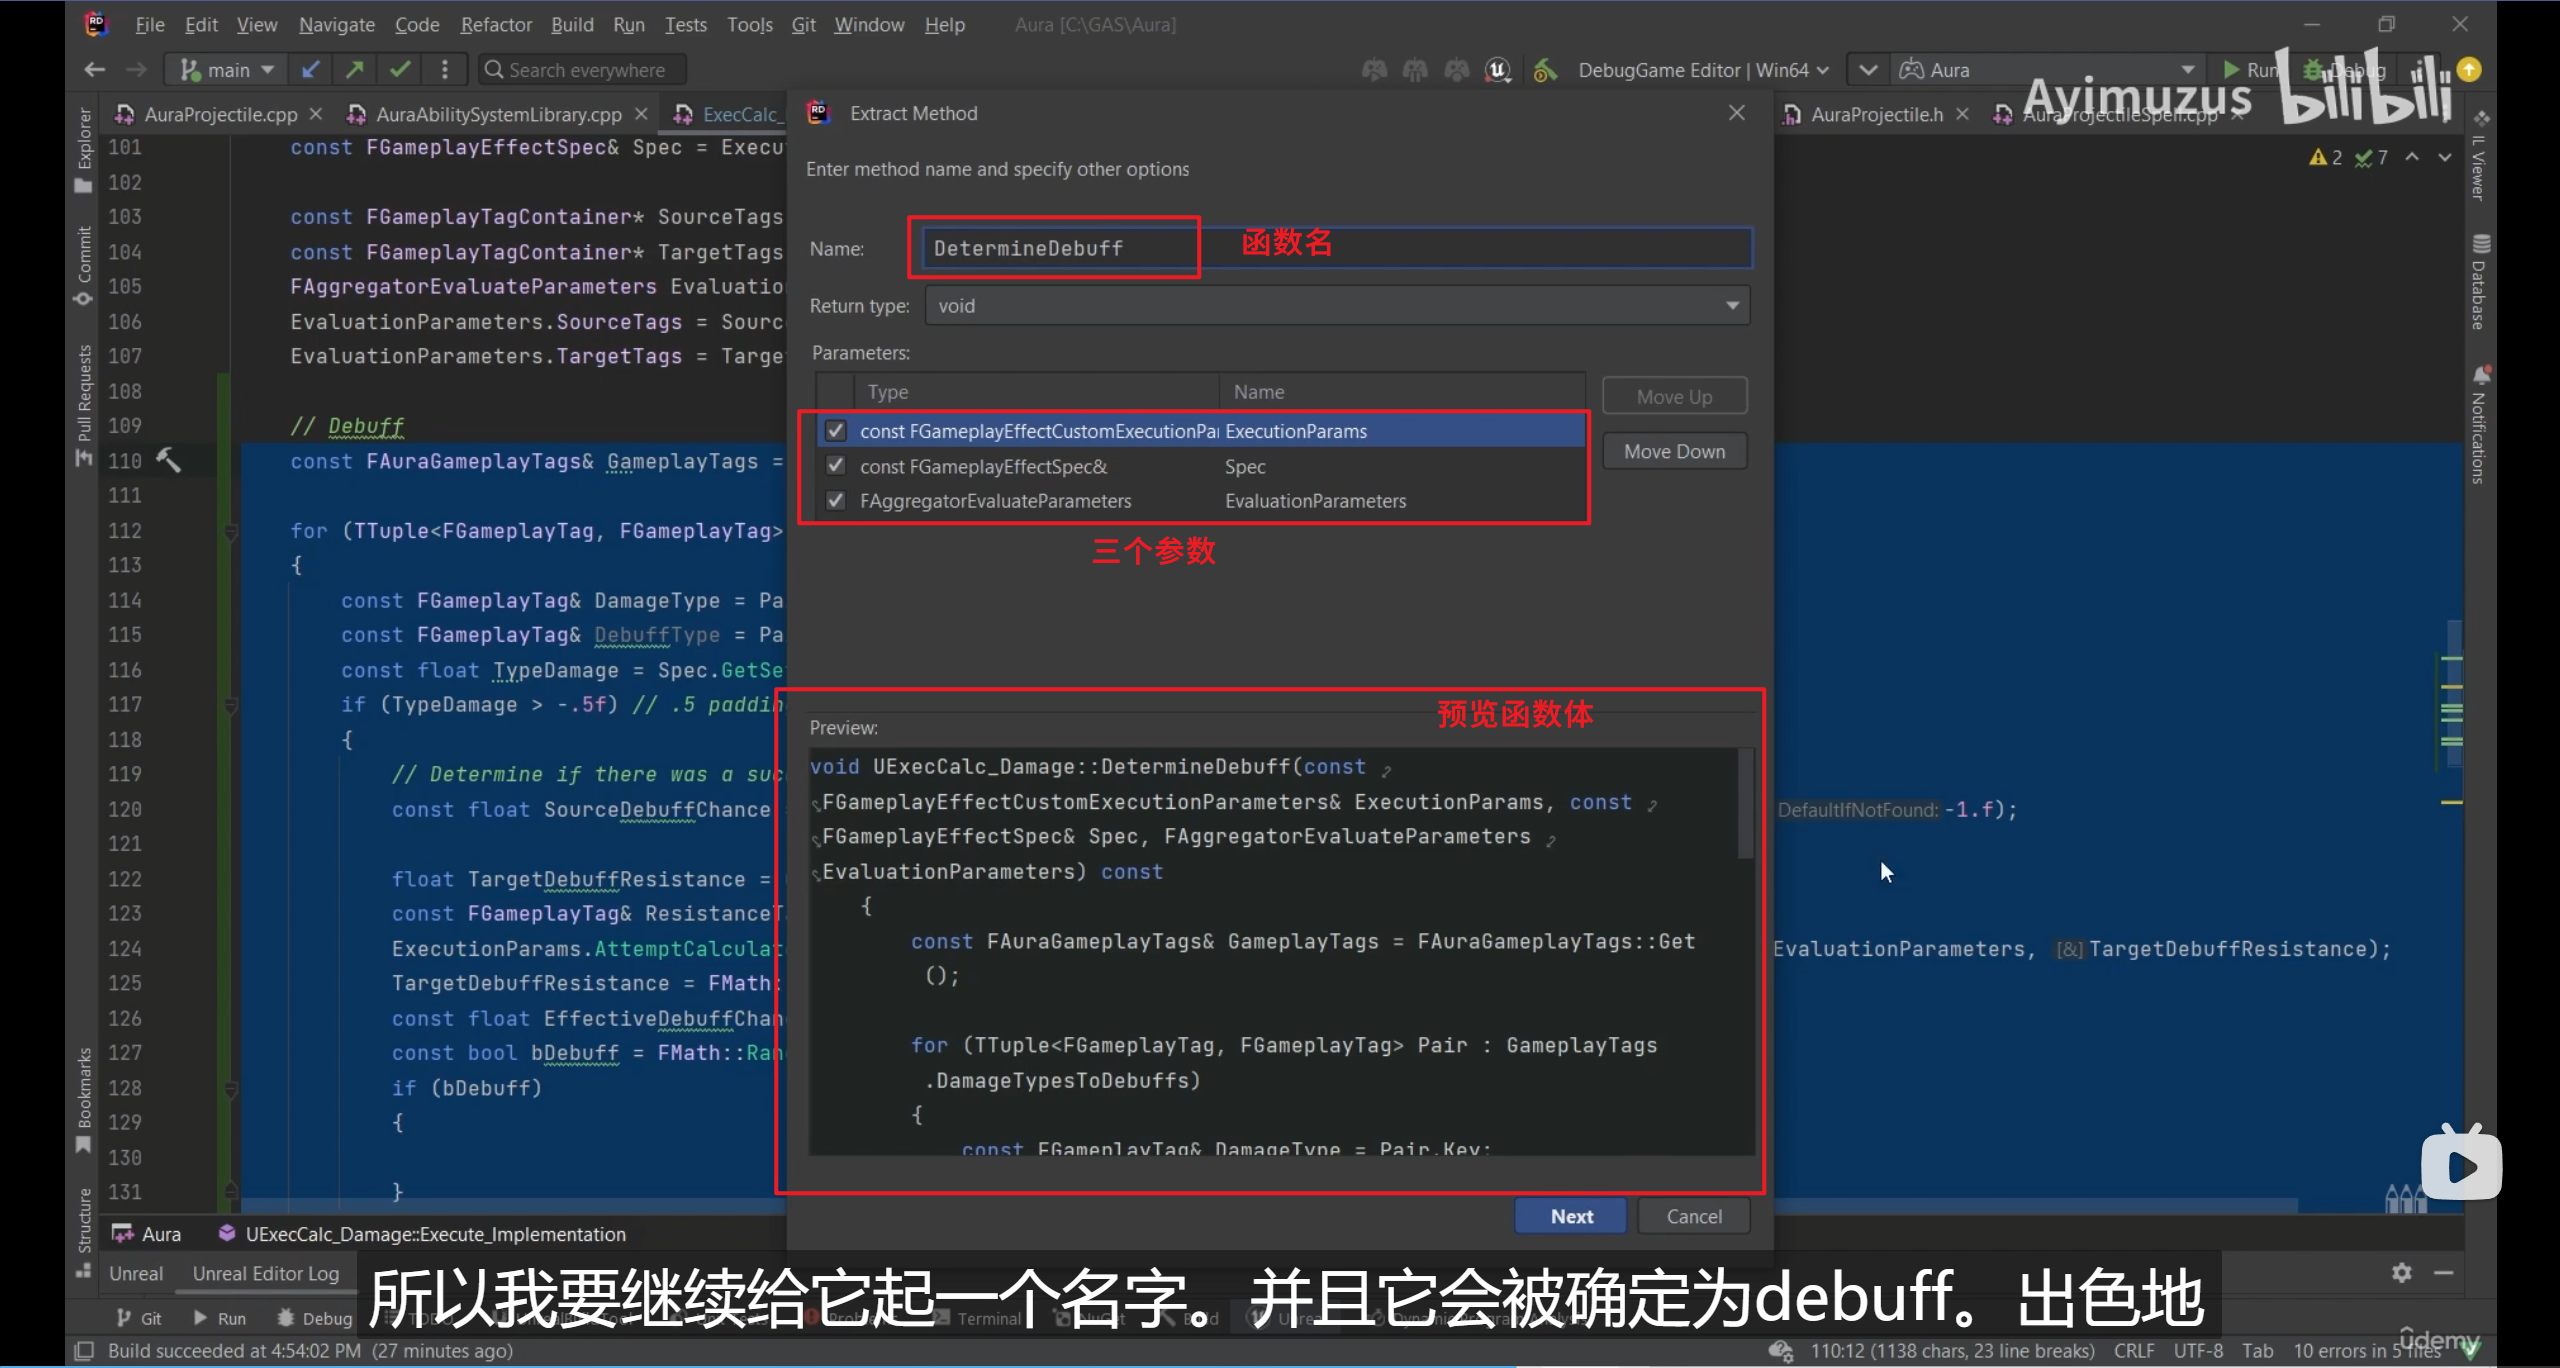 File Edit View Navigate Code Refactor Build Run Tests Tools Git Window Help Aura [C:\GAS\Aura]
main Search everywhere DebugGame Editor | Win64 Aura Run Debug
Ayimuzus bilibili
AuraProjectile.cpp AuraAbilitySystemLibrary.cpp ExecCalc_ AuraProjectile.h AuraProjectileSpell.cpp
2 7
Explorer
Commit
Pull Requests
Bookmarks
Structure
IL Viewer
Database
Notifications
101 const FGameplayEffectSpec& Spec = Execu
102
103 const FGameplayTagContainer* SourceTags
104 const FGameplayTagContainer* TargetTags
105 FAggregatorEvaluateParameters Evaluatio
106 EvaluationParameters.SourceTags = Sourc
107 EvaluationParameters.TargetTags = Targe
108
109 // Debuff
110 const FAuraGameplayTags& GameplayTags =
111
112 for (TTuple<FGameplayTag, FGameplayTag>
113 {
114 const FGameplayTag& DamageType = Pa
115 const FGameplayTag& DebuffType = Pa
116 const float TypeDamage = Spec.GetSe
117 if (TypeDamage > -.5f) // .5 paddin
118 {
119 // Determine if there was a suc
120 const float SourceDebuffChance DefaultIfNotFound: -1.f);
121
122 float TargetDebuffResistance =
123 const FGameplayTag& ResistanceT
124 ExecutionParams.AttemptCalculat EvaluationParameters, [&]TargetDebuffResistance);
125 TargetDebuffResistance = FMath:
126 const float EffectiveDebuffChan
127 const bool bDebuff = FMath::Ran
128 if (bDebuff)
129 {
130
131 }
Extract Method
Enter method name and specify other options
Name: DetermineDebuff 函数名
Return type: void
Parameters:
Type Name
const FGameplayEffectCustomExecutionPar ExecutionParams
const FGameplayEffectSpec& Spec
FAggregatorEvaluateParameters EvaluationParameters
Move Up
Move Down
三个参数
预览函数体
Preview:
void UExecCalc_Damage::DetermineDebuff(const
FGameplayEffectCustomExecutionParameters& ExecutionParams, const
FGameplayEffectSpec& Spec, FAggregatorEvaluateParameters
EvaluationParameters) const
{
const FAuraGameplayTags& GameplayTags = FAuraGameplayTags::Get
();
for (TTuple<FGameplayTag, FGameplayTag> Pair : GameplayTags
.DamageTypesToDebuffs)
{
const FGameplayTag& DamageType = Pair.Key;
Next Cancel
Aura UExecCalc_Damage::Execute_Implementation
Unreal Unreal Editor Log
所以我要继续给它起一个名字。并且它会被确定为debuff。出色地
Git Run Debug TODO Terminal
Build succeeded at 4:54:02 PM (27 minutes ago) 110:12 (1138 chars, 23 line breaks) CRLF UTF-8 Tab 10 errors in 5 files
ûdemy